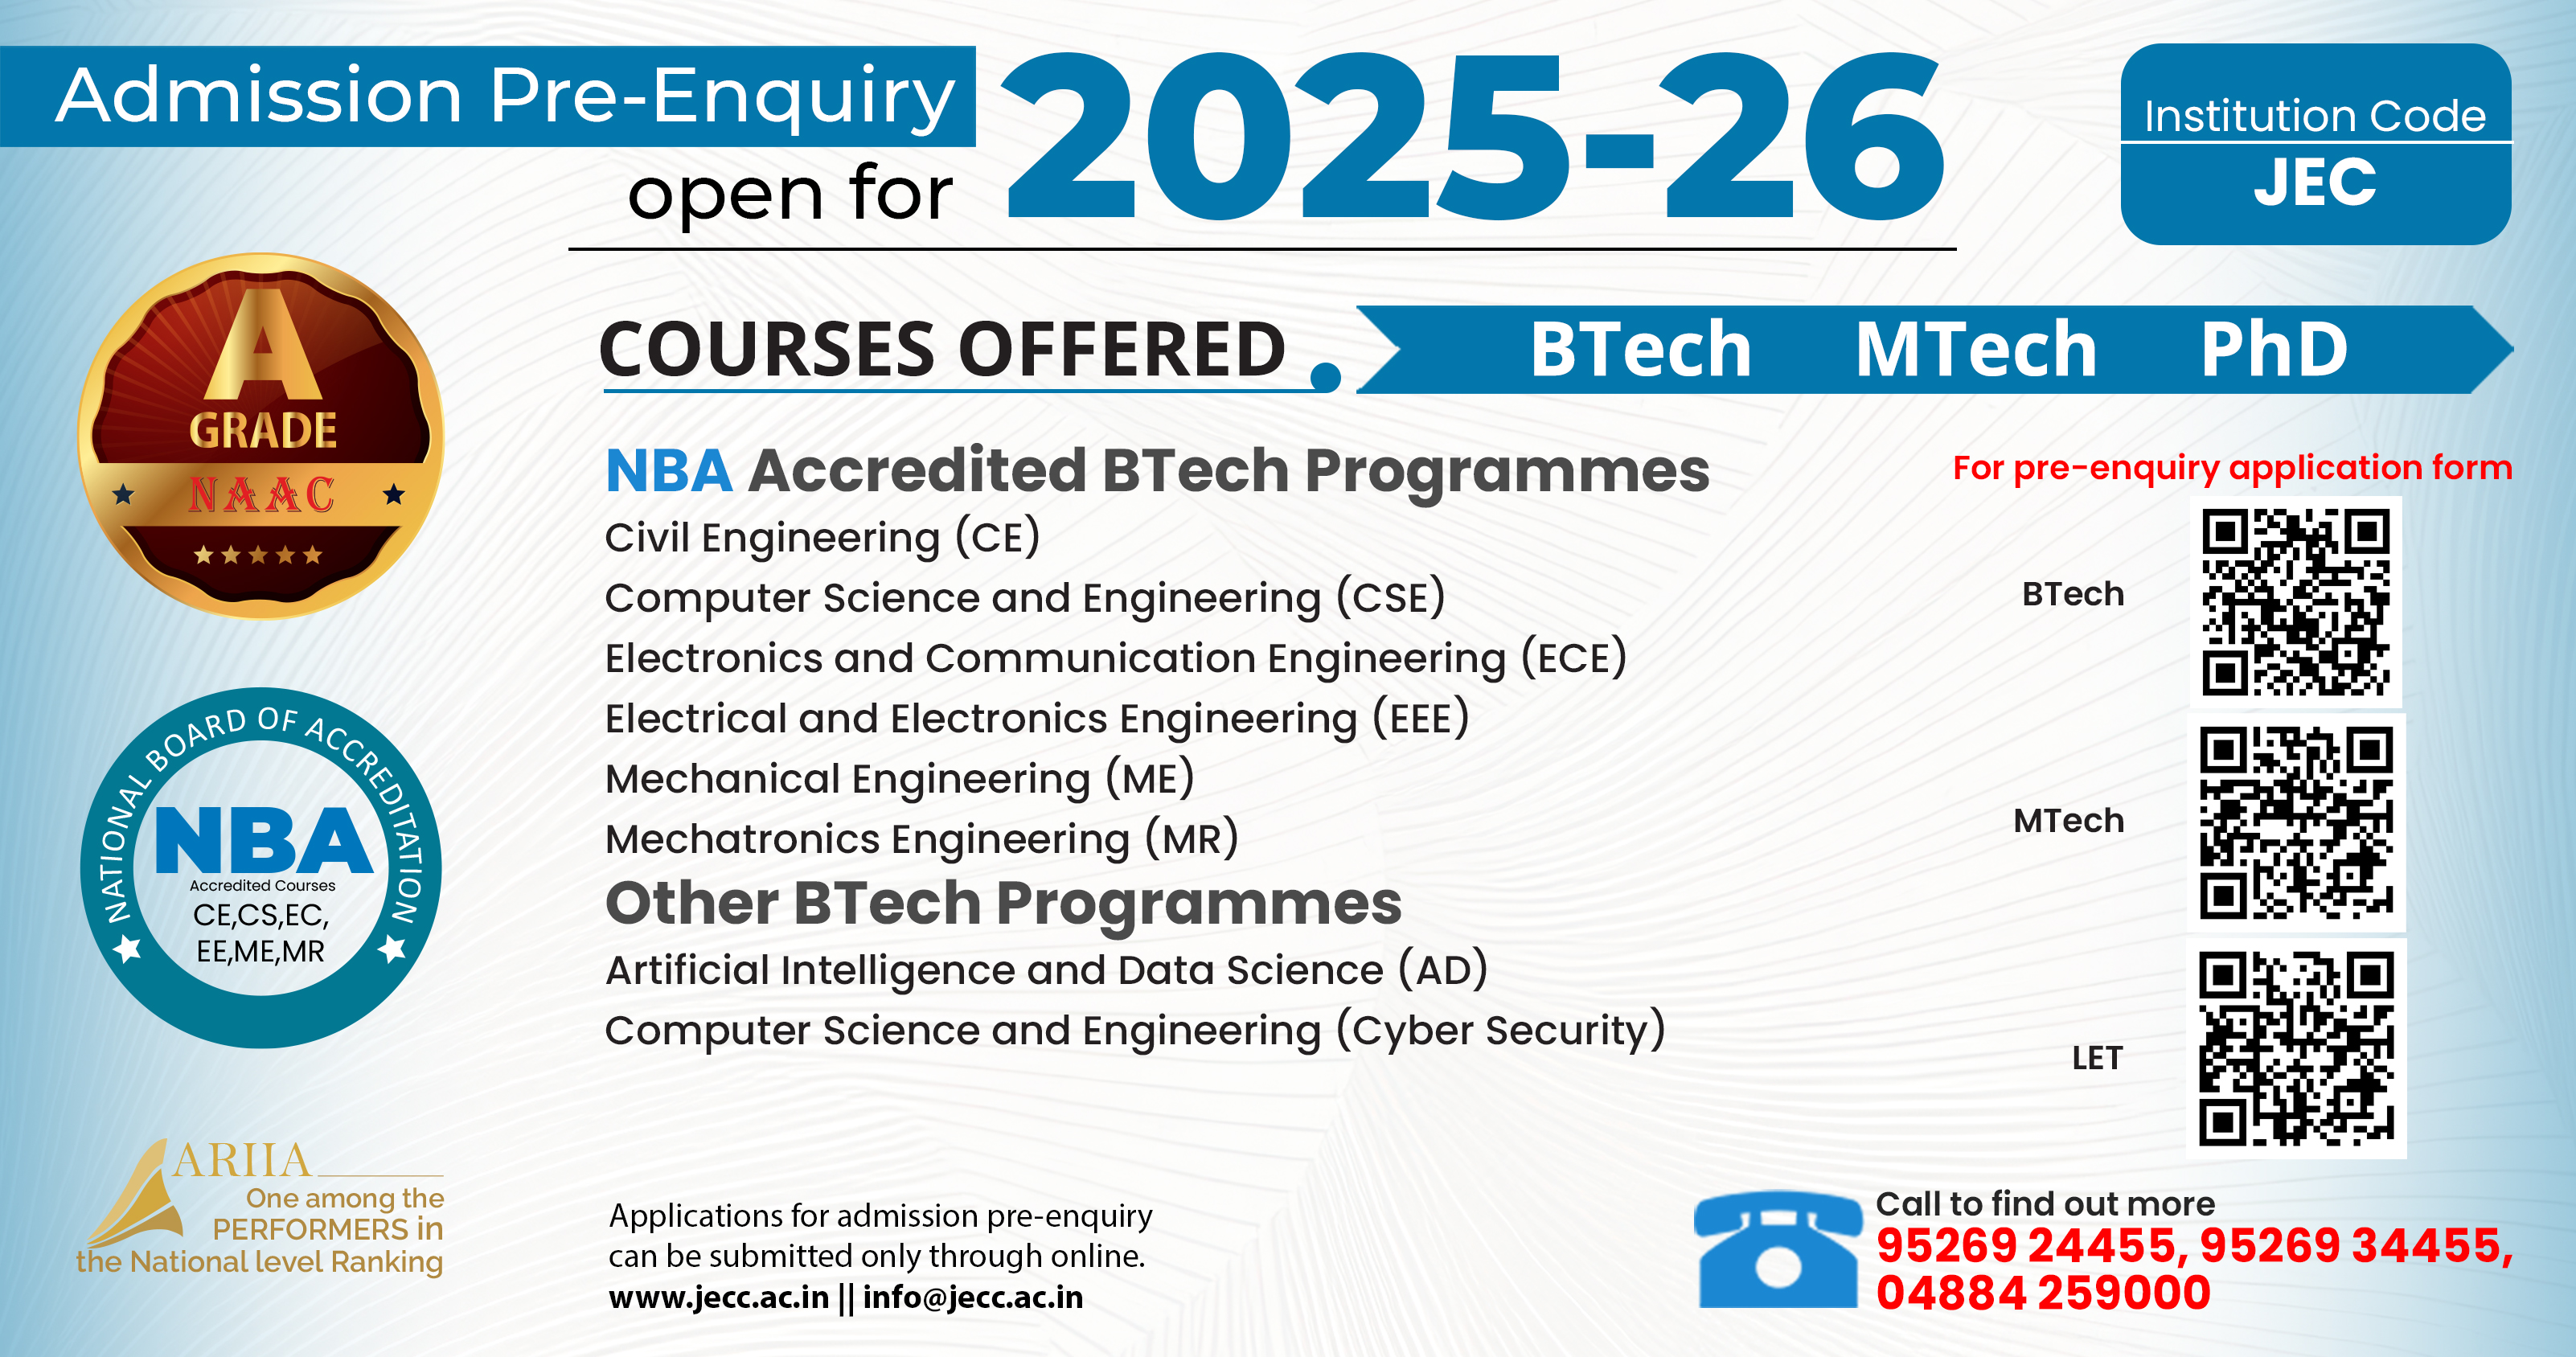 Admission Pre-Enquiry
open for
2025-26
Institution Code
JEC
A
GRADE
NAAC
COURSES OFFERED
BTech MTech PhD
NBA Accredited BTech Programmes
Civil Engineering (CE)
Computer Science and Engineering (CSE)
Electronics and Communication Engineering (ECE)
Electrical and Electronics Engineering (EEE)
Mechanical Engineering (ME)
Mechatronics Engineering (MR)
Other BTech Programmes
Artificial Intelligence and Data Science (AD)
Computer Science and Engineering (Cyber Security)
For pre-enquiry application form
BTech
MTech
LET
NATIONAL BOARD OF ACCREDITATION
NBA
Accredited Courses
CE,CS,EC,
EE,ME,MR
ARIIA
One among the
PERFORMERS in
the National level Ranking
Applications for admission pre-enquiry
can be submitted only through online.
www.jecc.ac.in || info@jecc.ac.in
Call to find out more
95269 24455, 95269 34455,
04884 259000